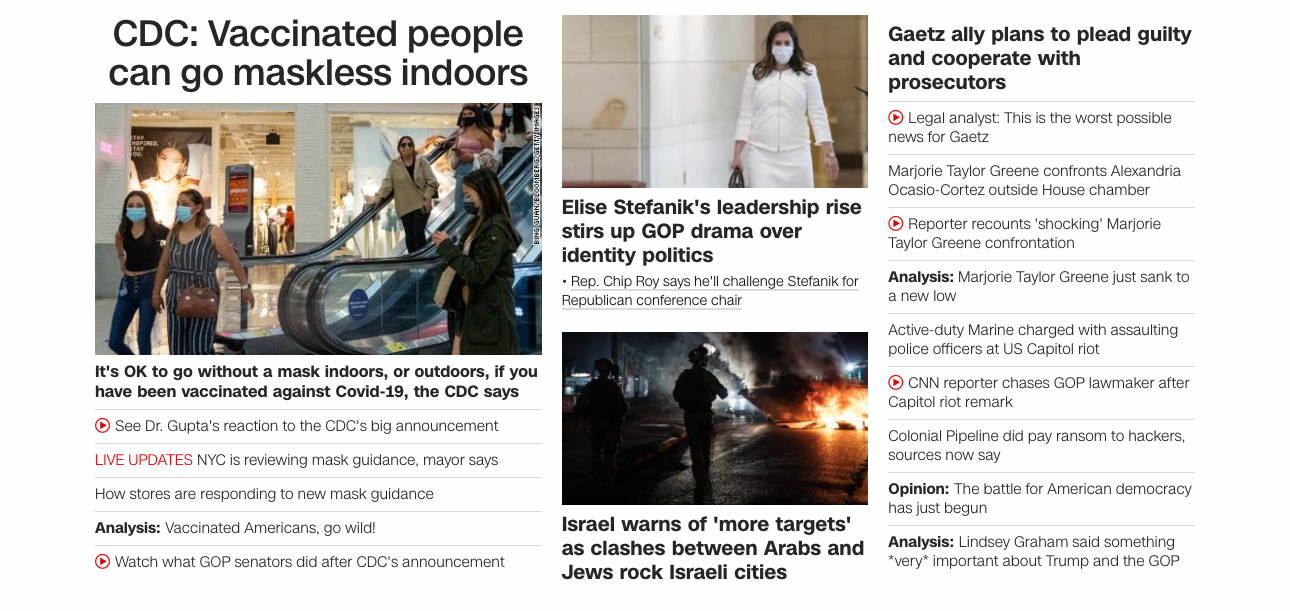 CDC: Vaccinated people
can go maskless indoors
STAY
INSPIRED.
STAY
YOU.
BING GUAN/BLOOMBERG/GETTY IMAGES
It's OK to go without a mask indoors, or outdoors, if you
have been vaccinated against Covid-19, the CDC says
See Dr. Gupta's reaction to the CDC's big announcement
LIVE UPDATES NYC is reviewing mask guidance, mayor says
How stores are responding to new mask guidance
Analysis: Vaccinated Americans, go wild!
Watch what GOP senators did after CDC's announcement
Elise Stefanik's leadership rise
stirs up GOP drama over
identity politics
• Rep. Chip Roy says he'll challenge Stefanik for
Republican conference chair
Israel warns of 'more targets'
as clashes between Arabs and
Jews rock Israeli cities
Gaetz ally plans to plead guilty
and cooperate with
prosecutors
Legal analyst: This is the worst possible
news for Gaetz
Marjorie Taylor Greene confronts Alexandria
Ocasio-Cortez outside House chamber
Reporter recounts 'shocking' Marjorie
Taylor Greene confrontation
Analysis: Marjorie Taylor Greene just sank to
a new low
Active-duty Marine charged with assaulting
police officers at US Capitol riot
CNN reporter chases GOP lawmaker after
Capitol riot remark
Colonial Pipeline did pay ransom to hackers,
sources now say
Opinion: The battle for American democracy
has just begun
Analysis: Lindsey Graham said something
*very* important about Trump and the GOP